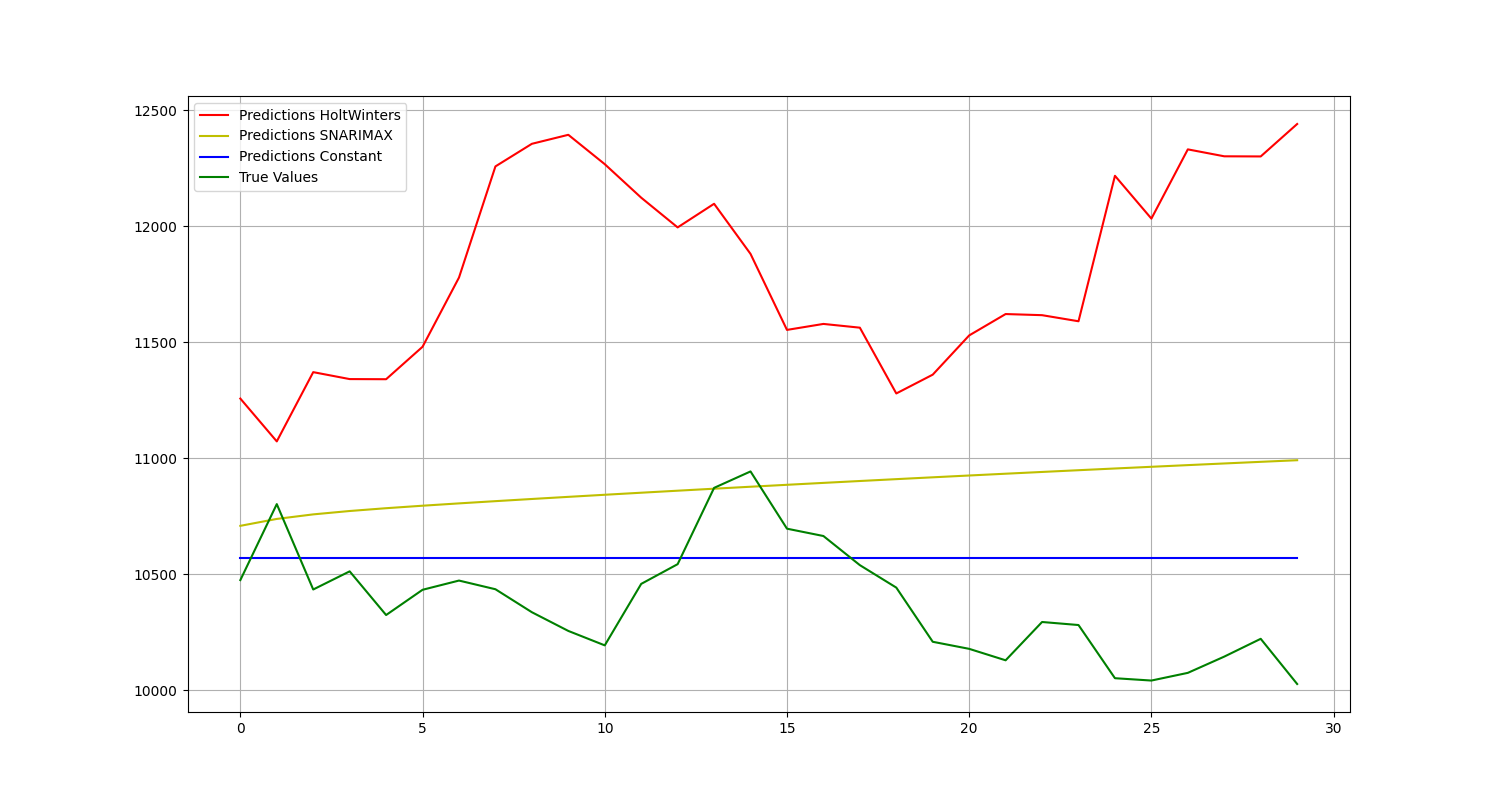 Predictions HoltWinters
Predictions SNARIMAX
Predictions Constant
True Values
12500
12000
11500
11000
10500
10000
0 5 10 15 20 25 30